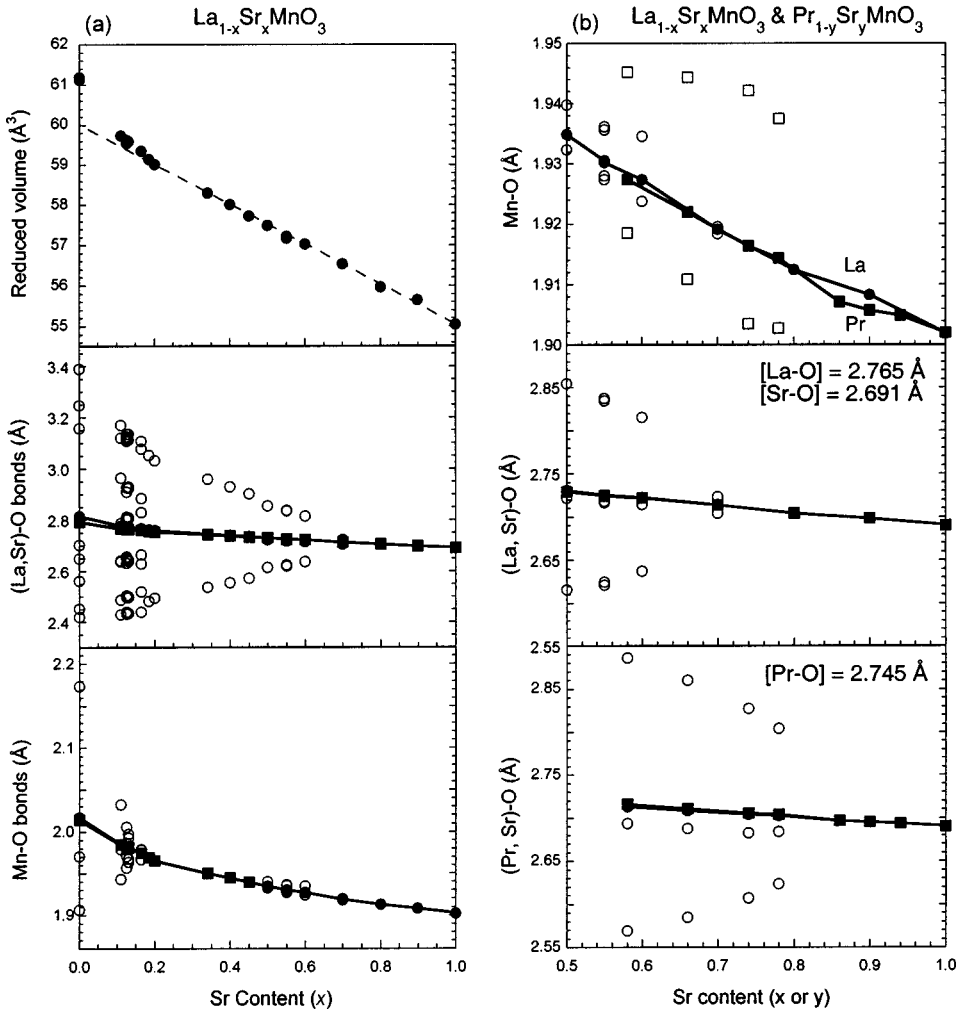 (a) La1-xSrxMnO3
62
61
60
59
58
57
56
55
Reduced volume (Å3)
3.4
3.2
3.0
2.8
2.6
2.4
(La,Sr)-O bonds (Å)
2.2
2.1
2.0
1.9
Mn-O bonds (Å)
0.0 0.2 0.4 0.6 0.8 1.0
Sr Content (x)
(b) La1-xSrxMnO3 & Pr1-ySryMnO3
1.95
1.94
1.93
1.92
1.91
1.90
Mn-O (Å)
La
Pr
[La-O] = 2.765 Å
[Sr-O] = 2.691 Å
2.85
2.75
2.65
2.55
(La, Sr)-O (Å)
[Pr-O] = 2.745 Å
2.85
2.75
2.65
2.55
(Pr, Sr)-O (Å)
0.5 0.6 0.7 0.8 0.9 1.0
Sr content (x or y)